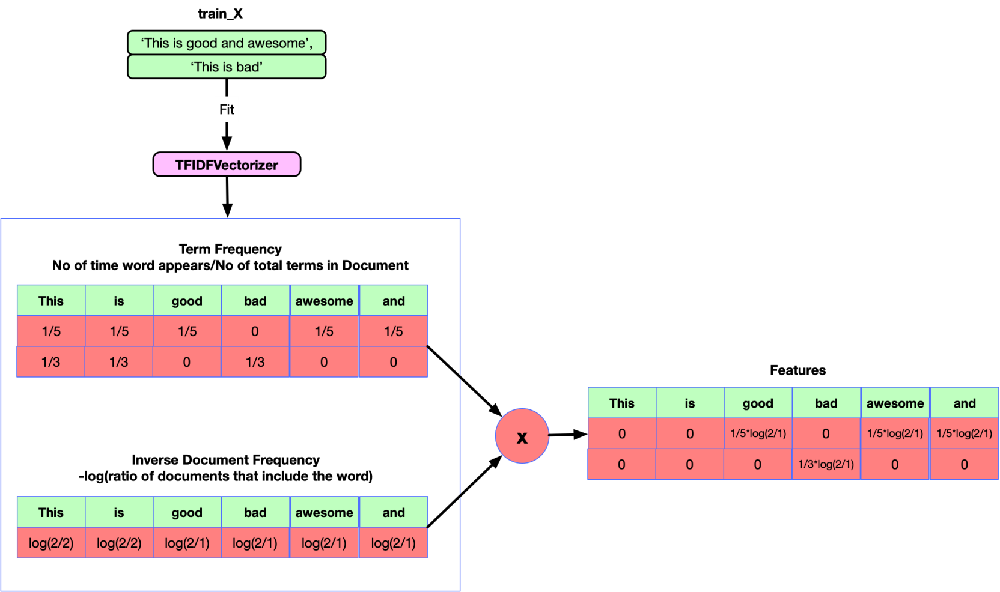 train_X
‘This is good and awesome’,
‘This is bad’
Fit
TFIDFVectorizer
Term Frequency
No of time word appears/No of total terms in Document
This is good bad awesome and
1/5 1/5 1/5 0 1/5 1/5
1/3 1/3 0 1/3 0 0
Inverse Document Frequency
-log(ratio of documents that include the word)
This is good bad awesome and
log(2/2) log(2/2) log(2/1) log(2/1) log(2/1) log(2/1)
x
Features
This is good bad awesome and
0 0 1/5*log(2/1) 0 1/5*log(2/1) 1/5*log(2/1)
0 0 0 1/3*log(2/1) 0 0